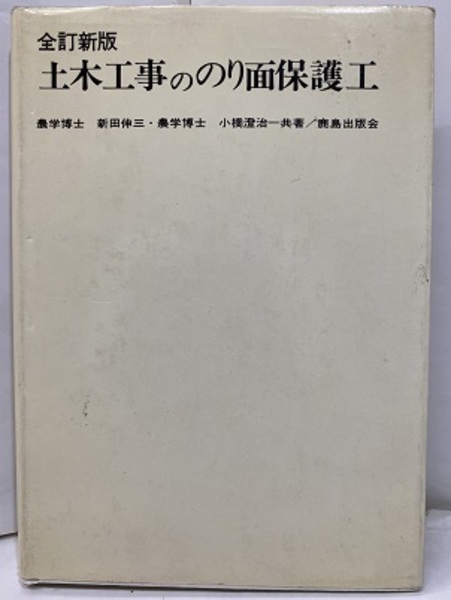 全訂新版
土木工事ののり面保護工
農学博士 新田伸三・農学博士 小橋澄治—共著／鹿島出版会